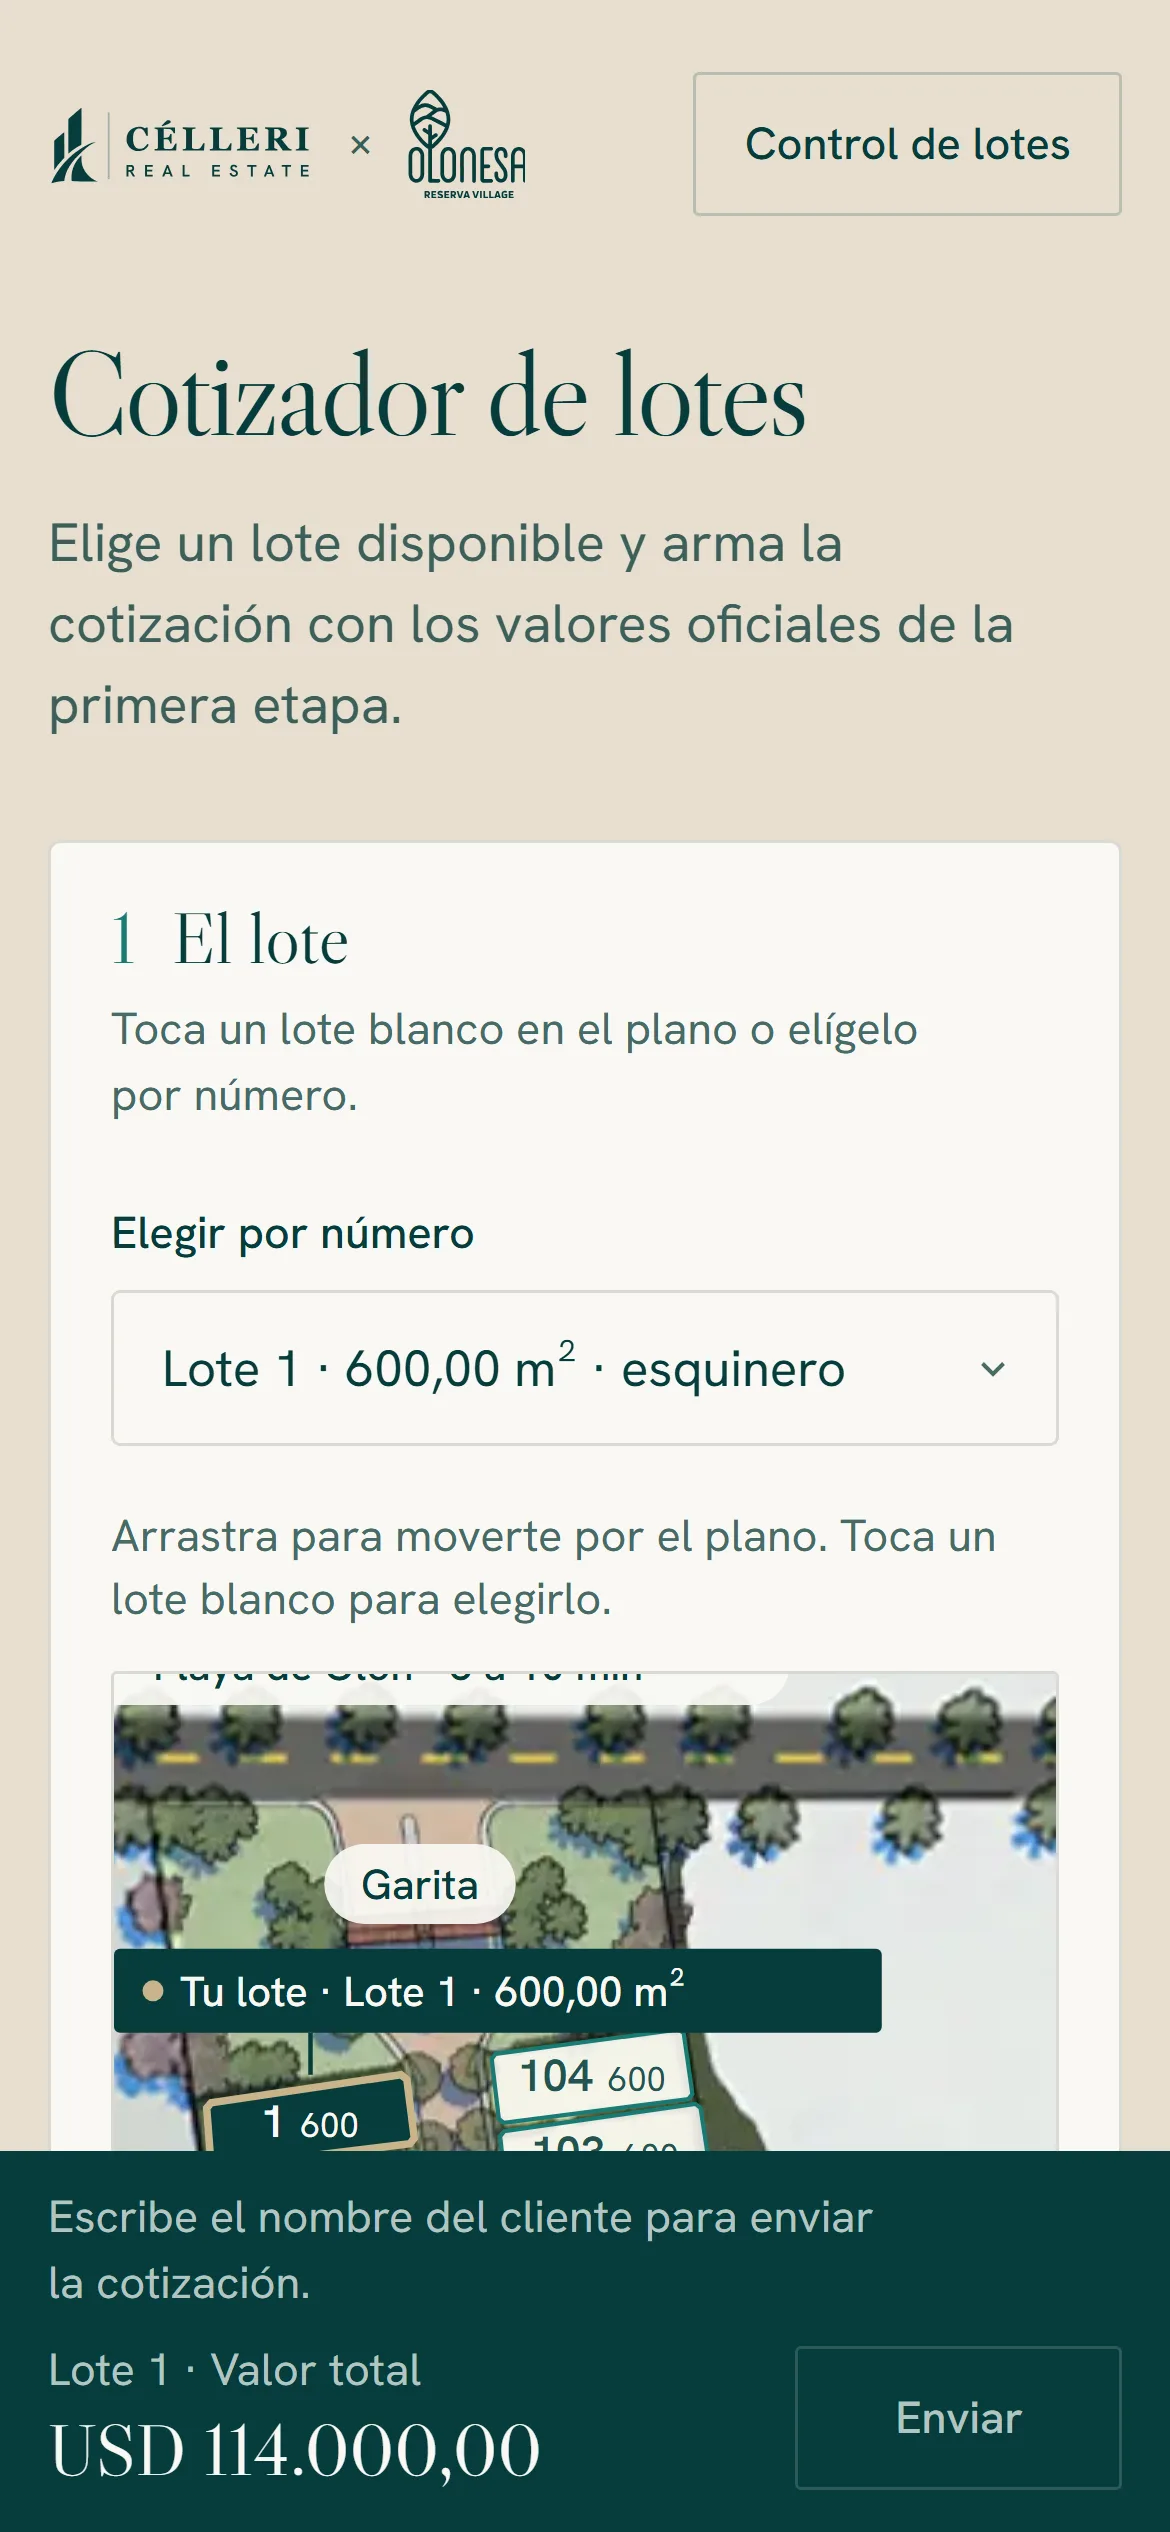 CÉLLERI
REAL ESTATE
×
OLONESA
RESERVA VILLAGE
Control de lotes
Cotizador de lotes
Elige un lote disponible y arma la
cotización con los valores oficiales de la
primera etapa.
1 El lote
Toca un lote blanco en el plano o elígelo
por número.
Elegir por número
Lote 1 · 600,00 m² · esquinero
Arrastra para moverte por el plano. Toca un
lote blanco para elegirlo.
Garita
Tu lote · Lote 1 · 600,00 m²
104 600
1 600
Escribe el nombre del cliente para enviar
la cotización.
Lote 1 · Valor total
USD 114.000,00
Enviar